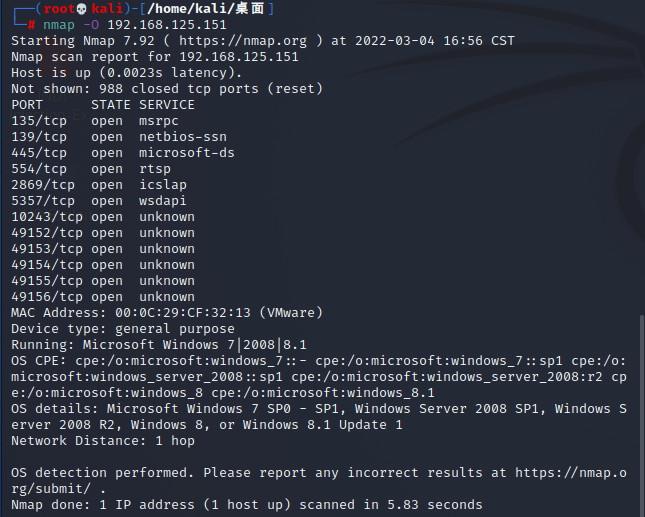 ┌──(root💀kali)-[/home/kali/桌面]
└─# nmap -O 192.168.125.151
Starting Nmap 7.92 ( https://nmap.org ) at 2022-03-04 16:56 CST
Nmap scan report for 192.168.125.151
Host is up (0.0023s latency).
Not shown: 988 closed tcp ports (reset)
PORT      STATE SERVICE
135/tcp   open  msrpc
139/tcp   open  netbios-ssn
445/tcp   open  microsoft-ds
554/tcp   open  rtsp
2869/tcp  open  icslap
5357/tcp  open  wsdapi
10243/tcp open  unknown
49152/tcp open  unknown
49153/tcp open  unknown
49154/tcp open  unknown
49155/tcp open  unknown
49156/tcp open  unknown
MAC Address: 00:0C:29:CF:32:13 (VMware)
Device type: general purpose
Running: Microsoft Windows 7|2008|8.1
OS CPE: cpe:/o:microsoft:windows_7::- cpe:/o:microsoft:windows_7::sp1 cpe:/o:
microsoft:windows_server_2008::sp1 cpe:/o:microsoft:windows_server_2008:r2 cp
e:/o:microsoft:windows_8 cpe:/o:microsoft:windows_8.1
OS details: Microsoft Windows 7 SP0 - SP1, Windows Server 2008 SP1, Windows S
erver 2008 R2, Windows 8, or Windows 8.1 Update 1
Network Distance: 1 hop
OS detection performed. Please report any incorrect results at https://nmap.o
rg/submit/ .
Nmap done: 1 IP address (1 host up) scanned in 5.83 seconds